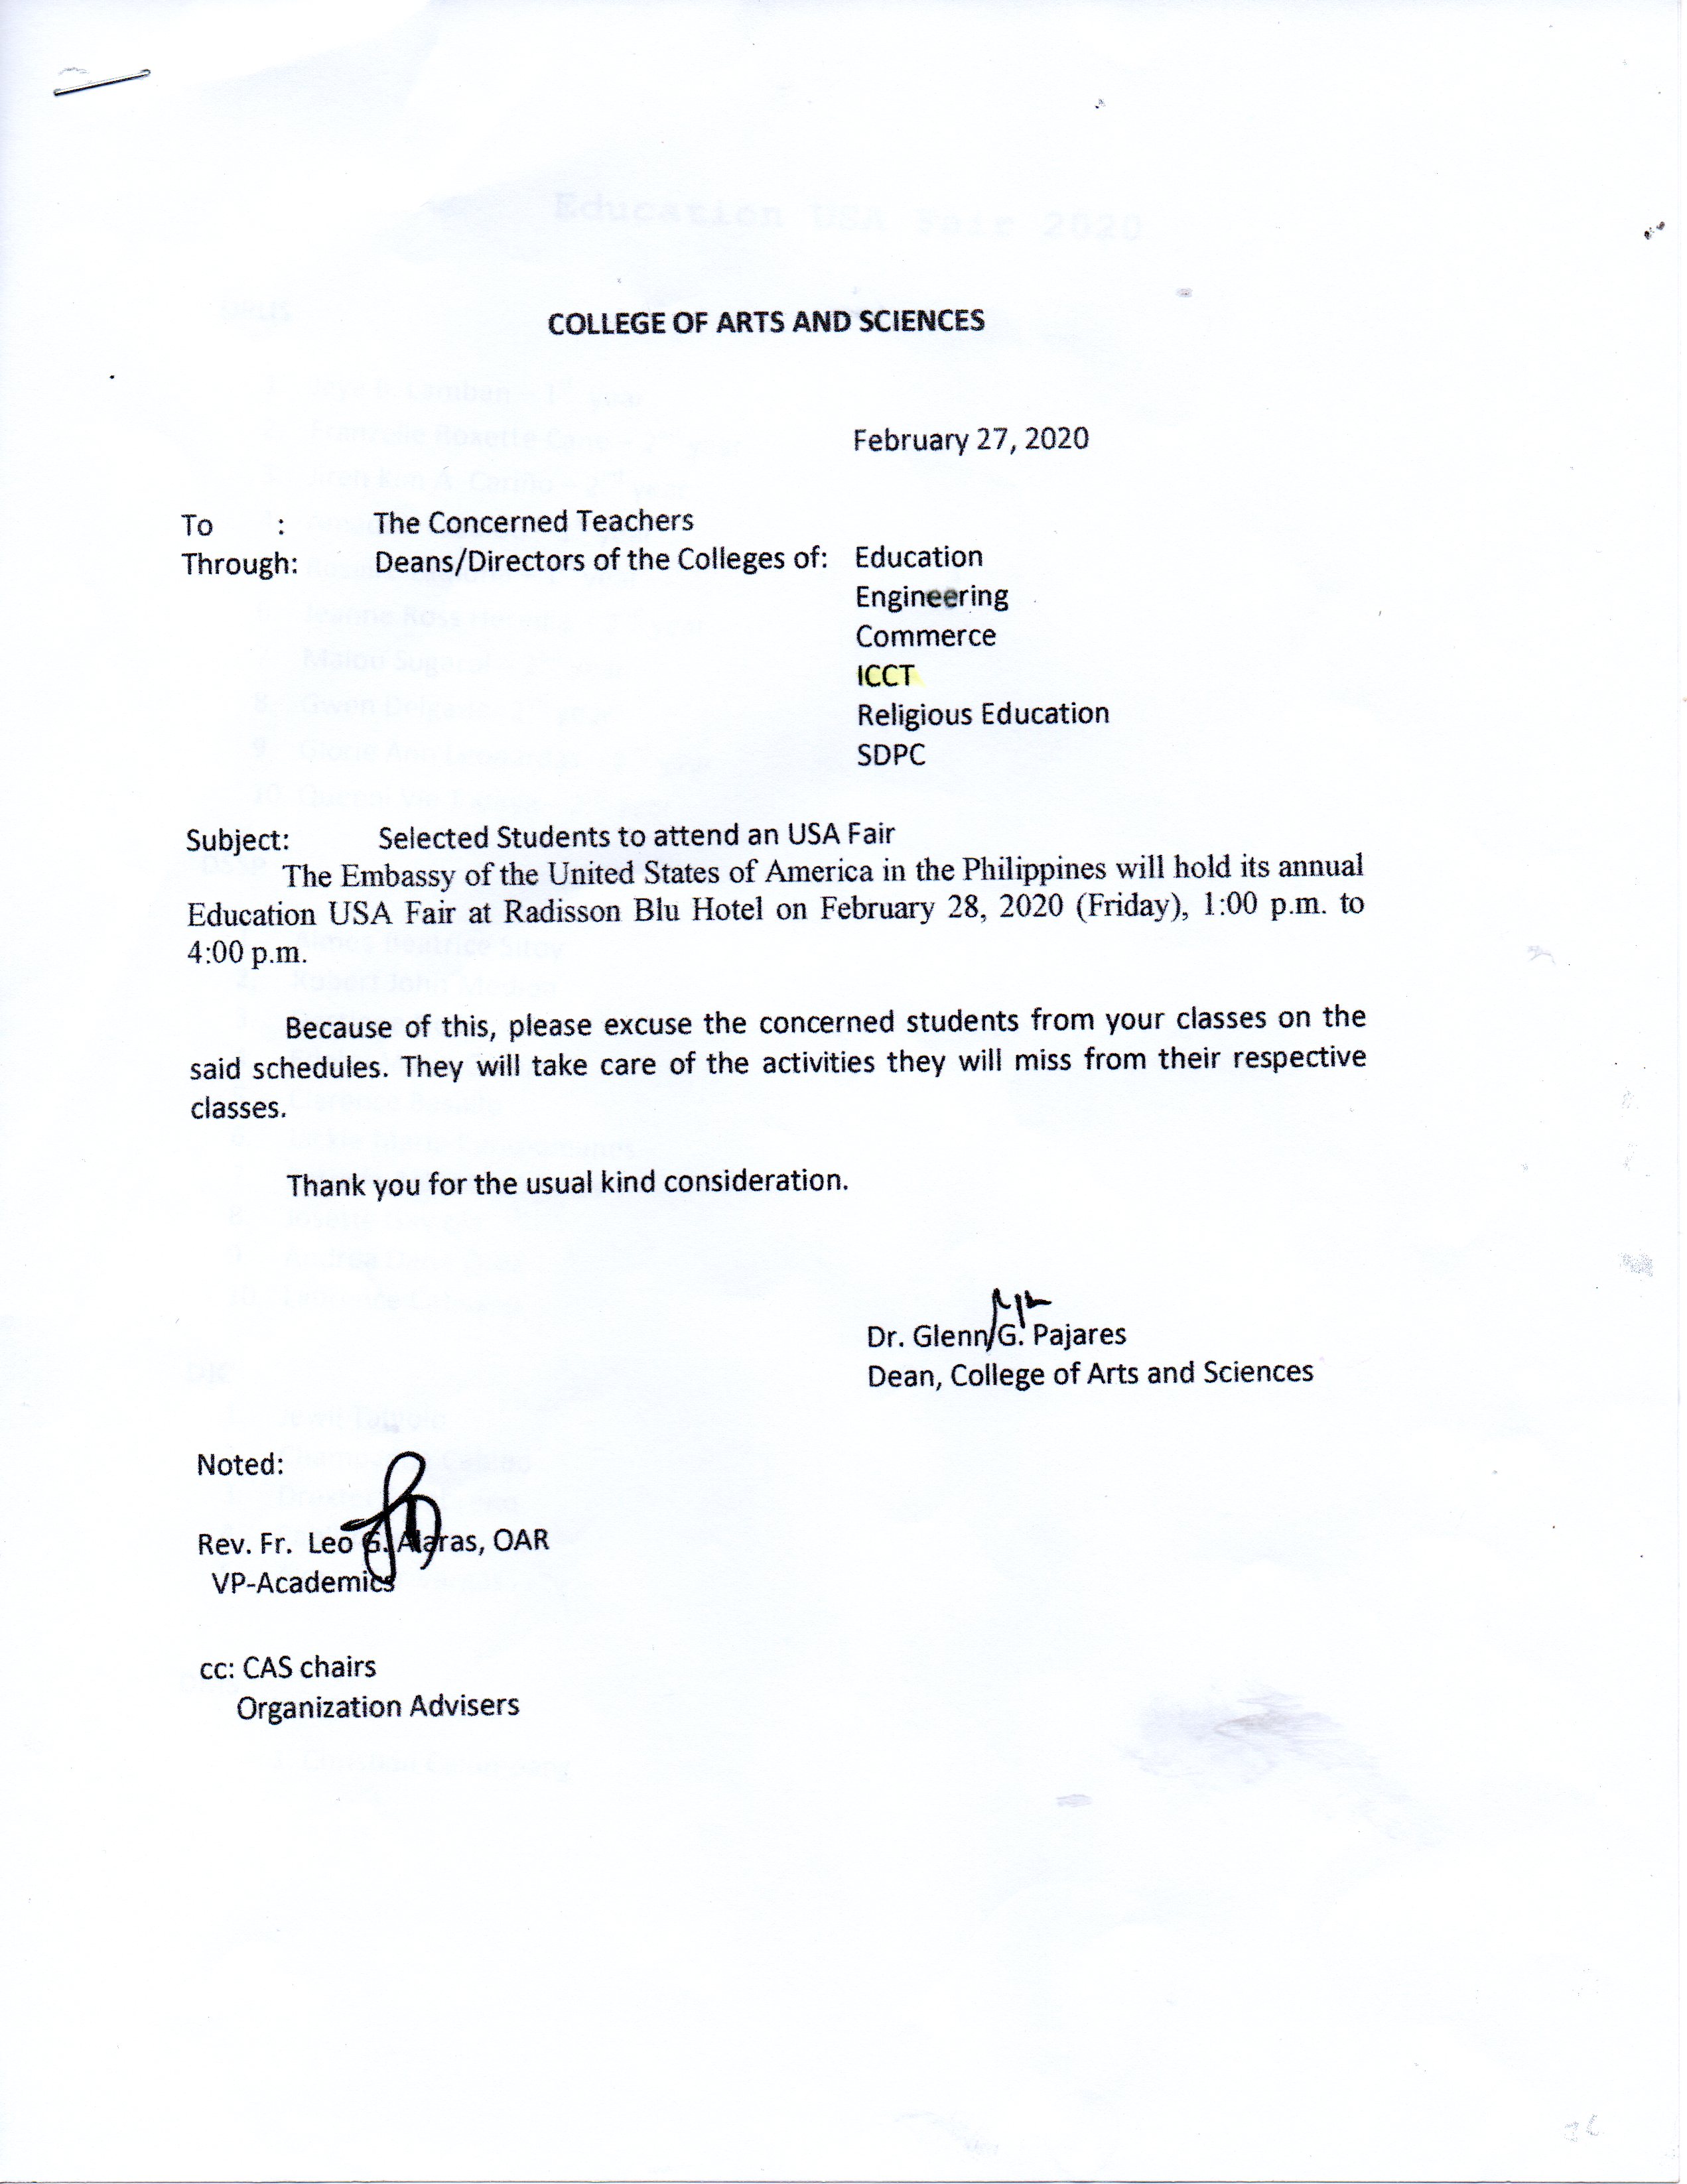 Education USA Fair 2020
COLLEGE OF ARTS AND SCIENCES
February 27, 2020
To : The Concerned Teachers
Through: Deans/Directors of the Colleges of: Education
Engineering
Commerce
ICCT
Religious Education
SDPC
Subject: Selected Students to attend an USA Fair
The Embassy of the United States of America in the Philippines will hold its annual
Education USA Fair at Radisson Blu Hotel on February 28, 2020 (Friday), 1:00 p.m. to
4:00 p.m.
Because of this, please excuse the concerned students from your classes on the
said schedules. They will take care of the activities they will miss from their respective
classes.
Thank you for the usual kind consideration.
Dr. Glenn G. Pajares
Dean, College of Arts and Sciences
Noted:
Rev. Fr. Leo G. Alaras, OAR
VP-Academics
cc: CAS chairs
Organization Advisers